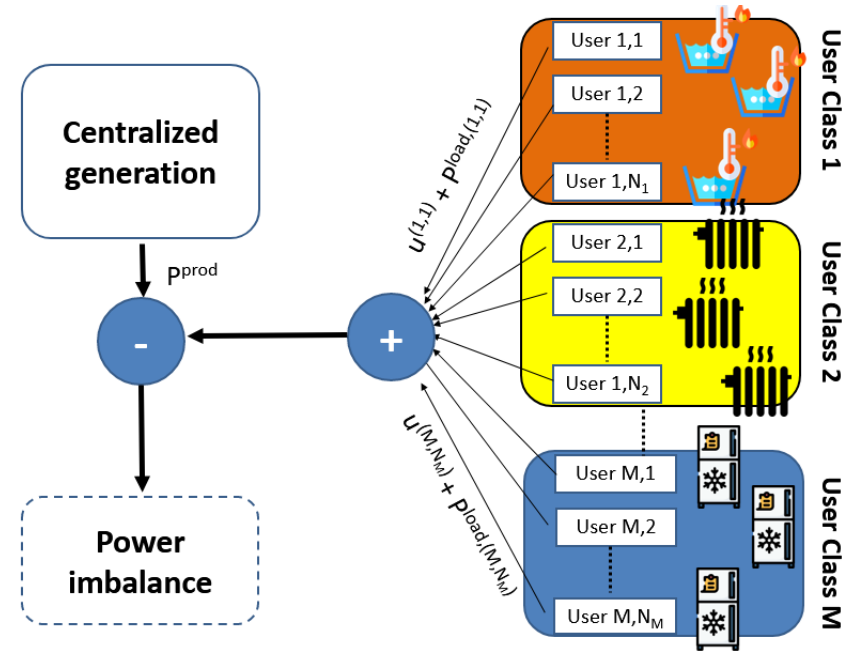 Centralized
generation
P^prod
-
+
Power
imbalance
u^(1,1) + P^load,(1,1)
u^(M,N_M) + P^load,(M,N_M)
User 1,1
User 1,2
User 1,N₁
User Class 1
User 2,1
User 2,2
User 1,N₂
User Class 2
User M,1
User M,2
User M,N_M
User Class M